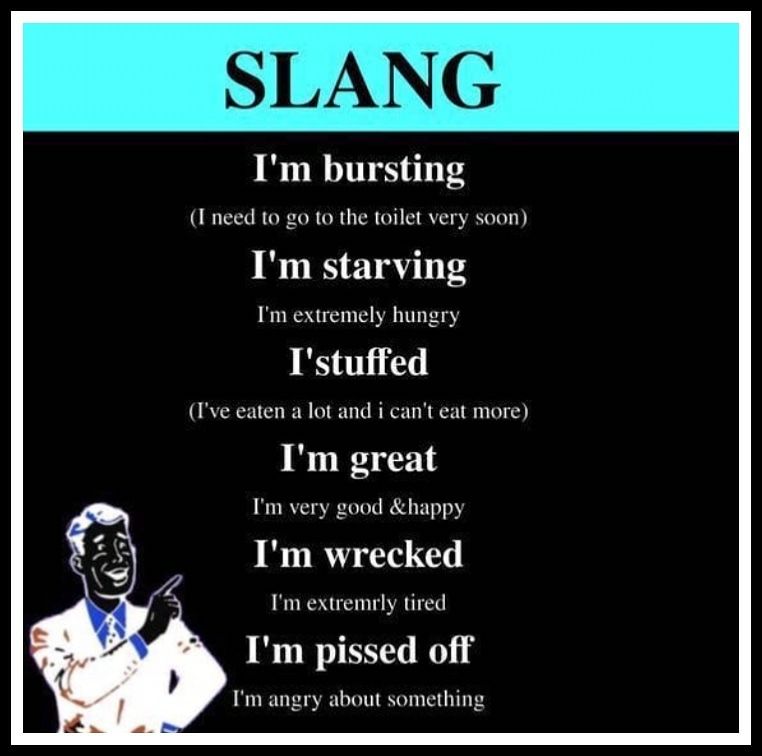 SLANG
I'm bursting
(I need to go to the toilet very soon)
I'm starving
I'm extremely hungry
I'stuffed
(I've eaten a lot and i can't eat more)
I'm great
I'm very good &happy
I'm wrecked
I'm extremrly tired
I'm pissed off
I'm angry about something